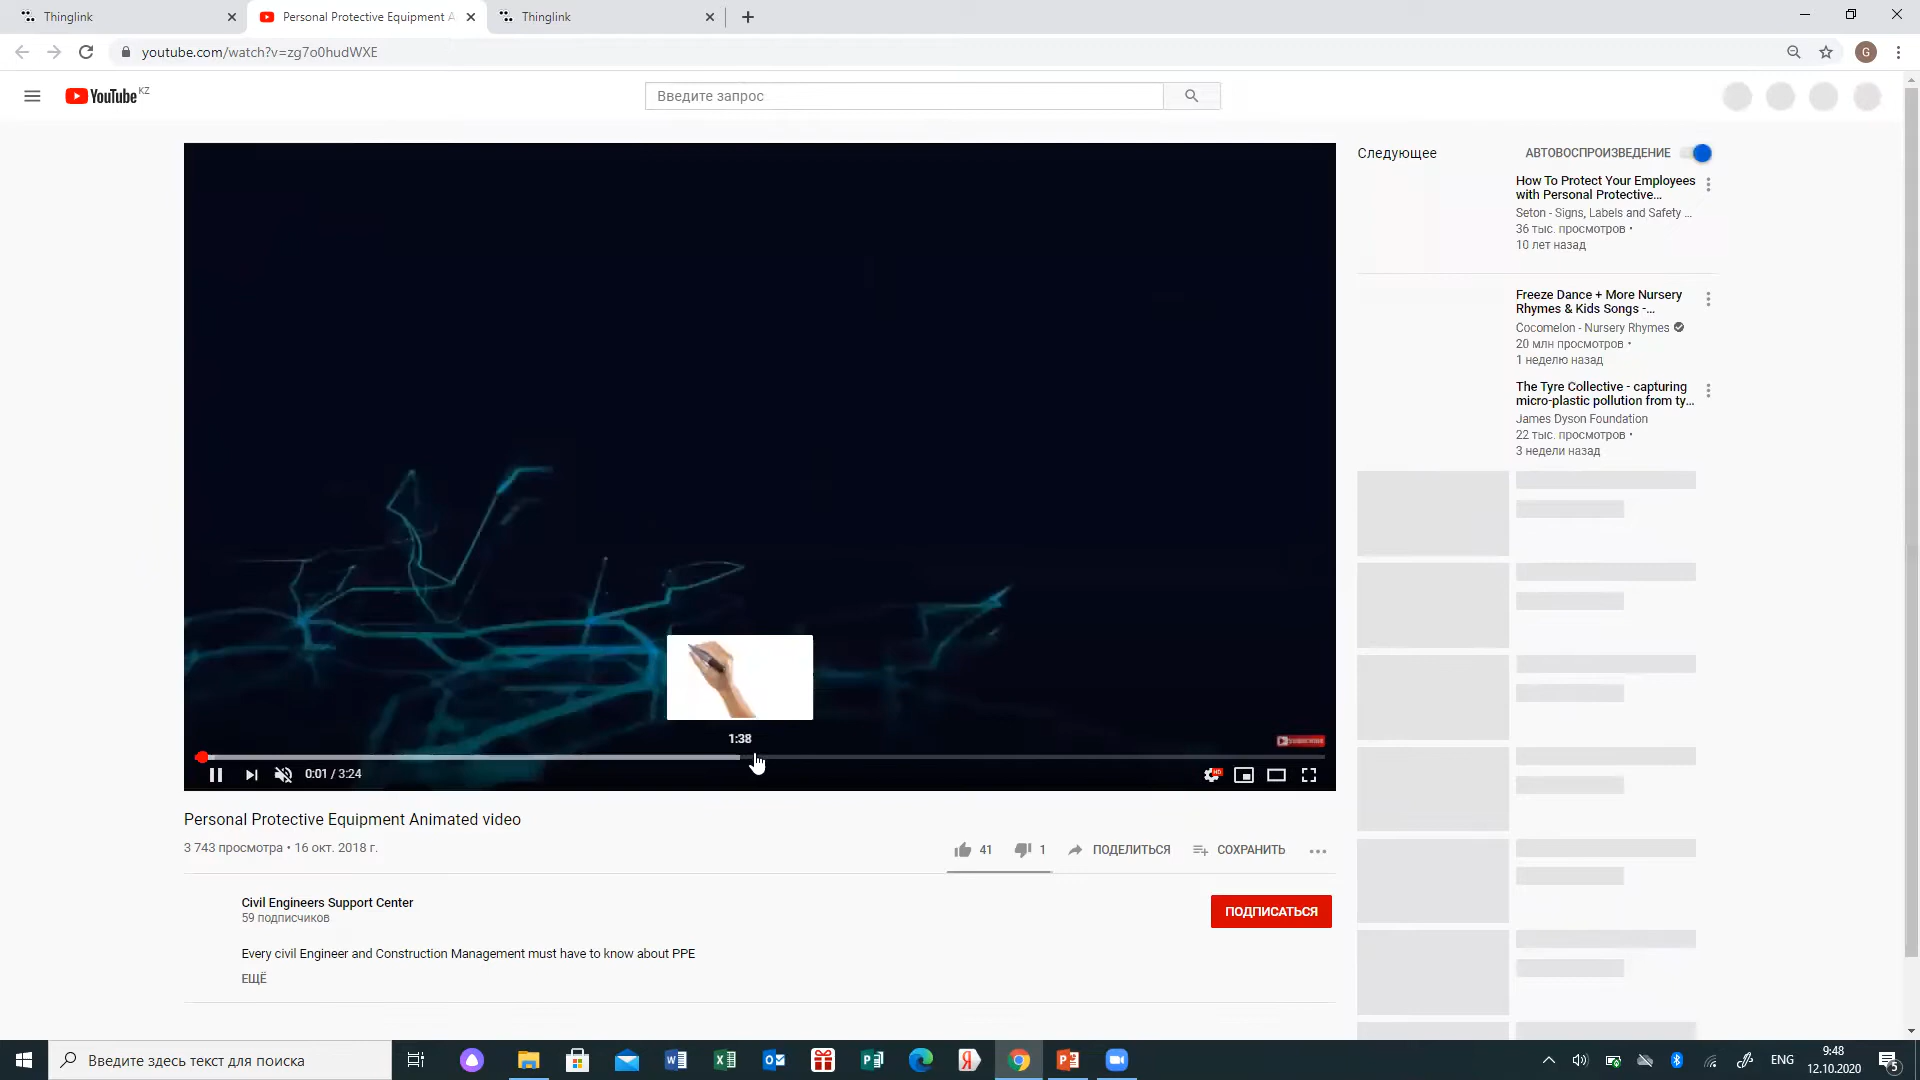 Thinglink
Personal Protective Equipment A
Thinglink
youtube.com/watch?v=zg7o0hudWXE
G
YouTube KZ
Введите запрос
Следующее
АВТОВОСПРОИЗВЕДЕНИЕ
How To Protect Your Employees
with Personal Protective...
Seton - Signs, Labels and Safety ...
36 тыс. просмотров •
10 лет назад
Freeze Dance + More Nursery
Rhymes & Kids Songs -...
Cocomelon - Nursery Rhymes
20 млн просмотров •
1 неделю назад
The Tyre Collective - capturing
micro-plastic pollution from ty...
James Dyson Foundation
22 тыс. просмотров •
3 недели назад
1:38
0:01 / 3:24
HD
Personal Protective Equipment Animated video
3 743 просмотра • 16 окт. 2018 г.
41
1
ПОДЕЛИТЬСЯ
СОХРАНИТЬ
Civil Engineers Support Center
59 подписчиков
ПОДПИСАТЬСЯ
Every civil Engineer and Construction Management must have to know about PPE
ЕЩЁ
Введите здесь текст для поиска
ENG
9:48
12.10.2020
5